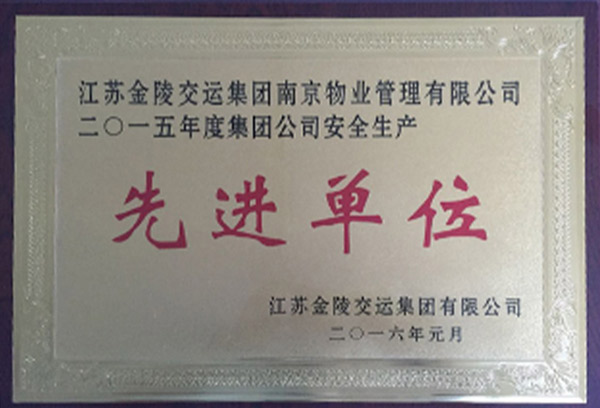 江苏金陵交运集团南京物业管理有限公司
二〇一五年度集团公司安全生产
先进单位
江苏金陵交运集团有限公司
二〇一六年元月